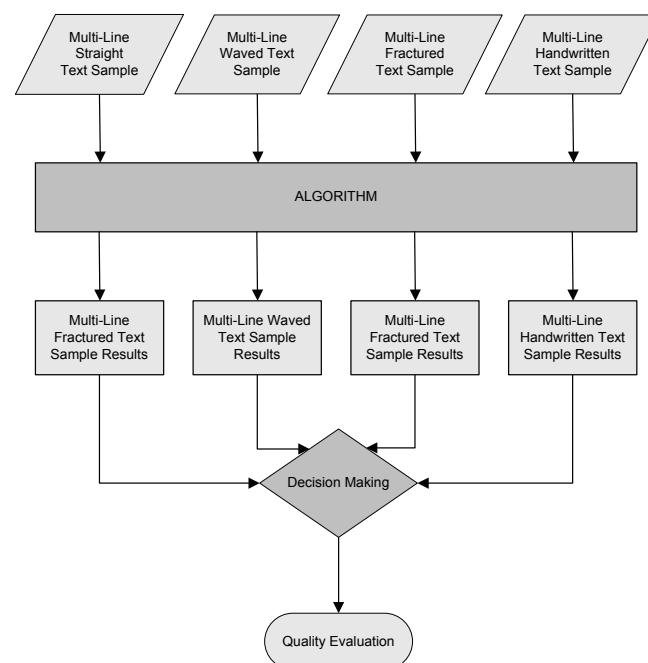 Multi-Line
Straight
Text Sample
Multi-Line
Waved Text
Sample
Multi-Line
Fractured
Text Sample
Multi-Line
Handwritten
Text Sample
ALGORITHM
Multi-Line
Fractured Text
Sample Results
Multi-Line Waved
Text Sample
Results
Multi-Line
Fractured Text
Sample Results
Multi-Line
Handwritten Text
Sample Results
Decision Making
Quality Evaluation